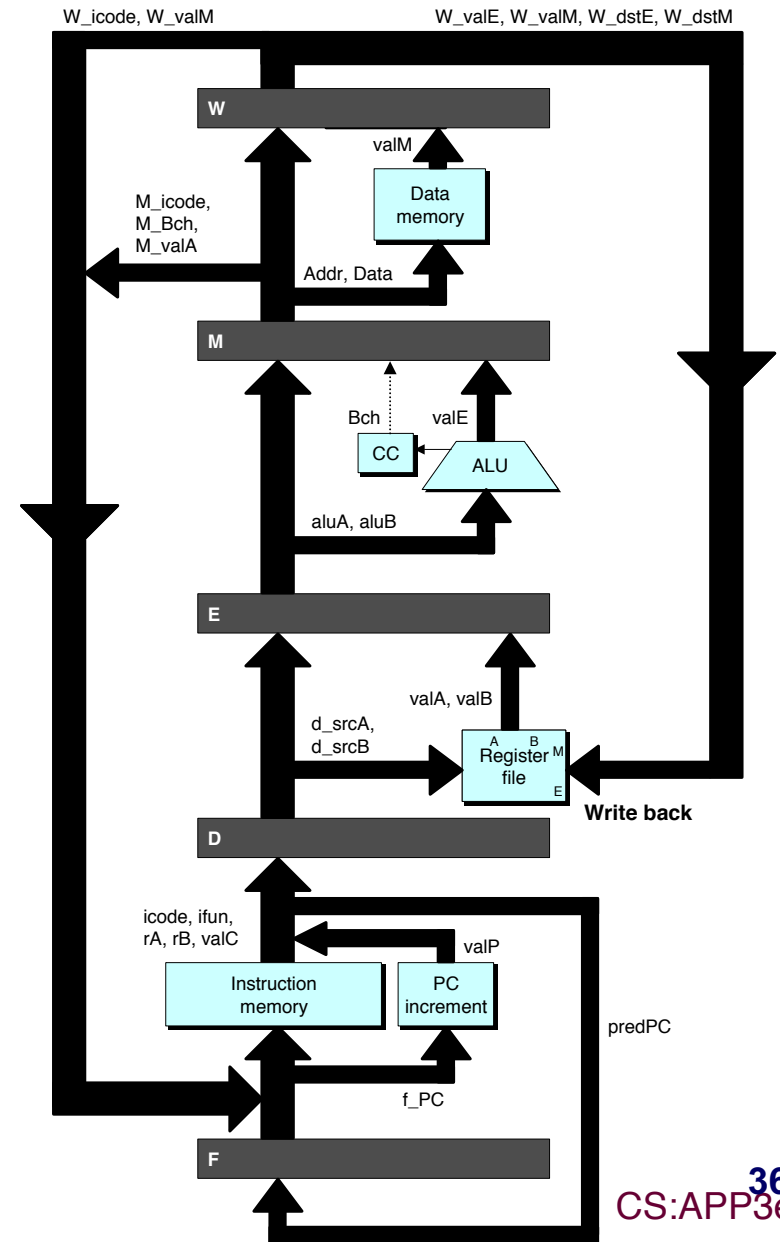 W_icode, W_valM
W_valE, W_valM, W_dstE, W_dstM
W
valM
Data
memory
M_icode,
M_Bch,
M_valA
Addr, Data
M
Bch
valE
CC
ALU
aluA, aluB
E
valA, valB
d_srcA,
d_srcB
A B
Register M
file
E
Write back
D
icode, ifun,
rA, rB, valC
valP
Instruction
memory
PC
increment
predPC
f_PC
F
36
CS:APP3e